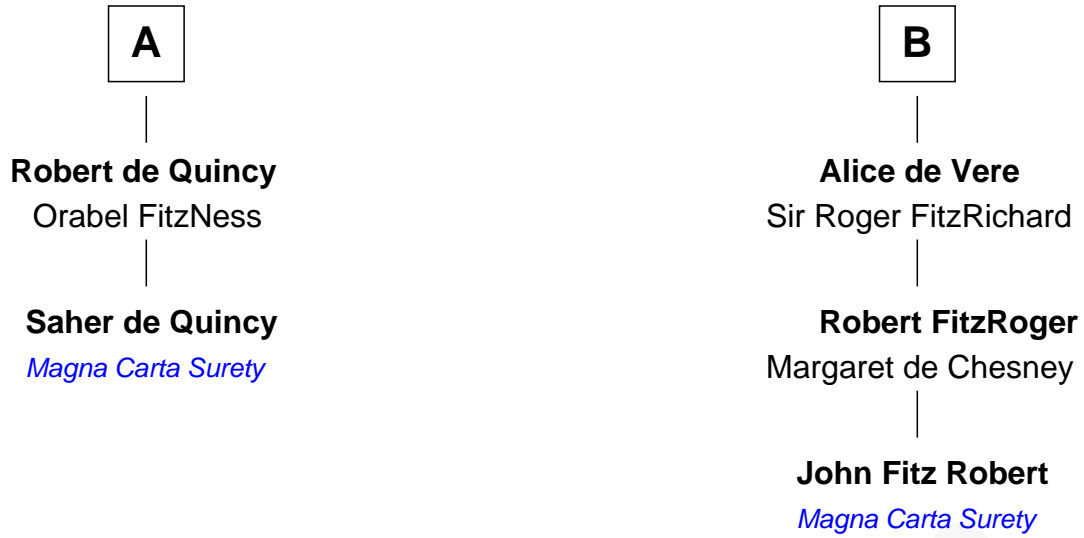 A
Robert de Quincy
Orabel FitzNess
Saher de Quincy
Magna Carta Surety
B
Alice de Vere
Sir Roger FitzRichard
Robert FitzRoger
Margaret de Chesney
John Fitz Robert
Magna Carta Surety